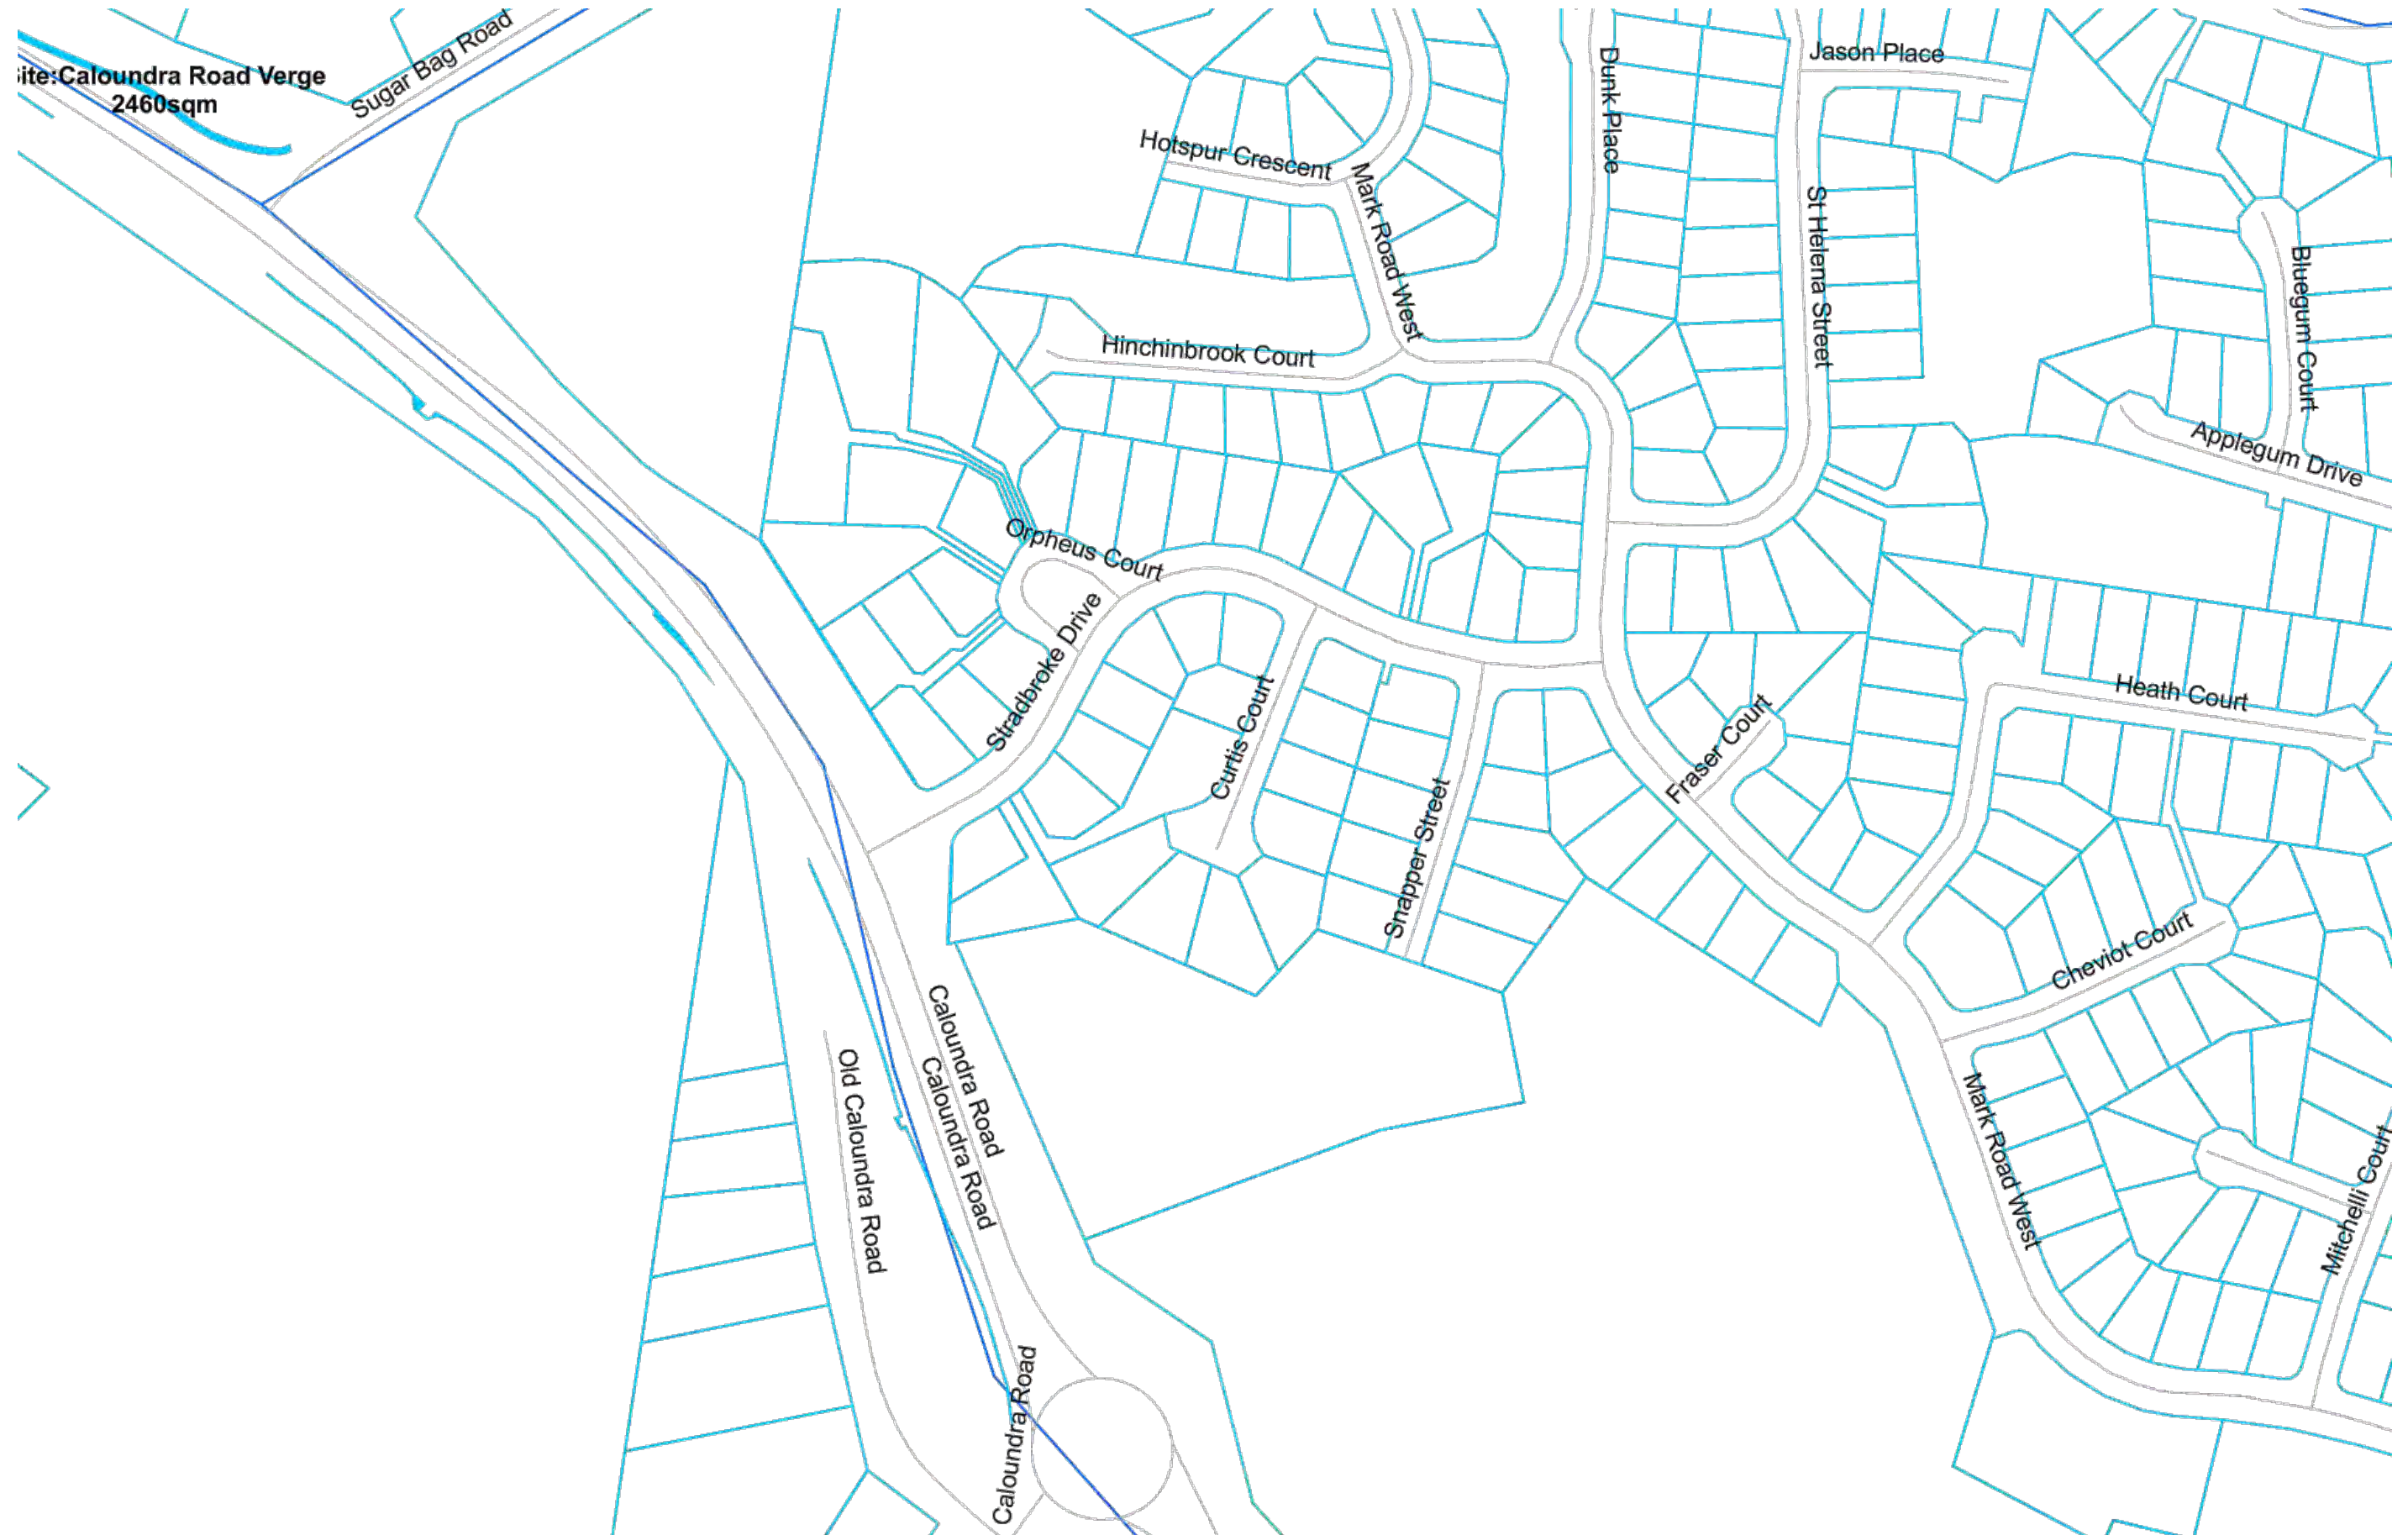 Sugar Bag Road
ite:Caloundra Road Verge
2460sqm
Jason Place
Dunk Place
Hotspur Crescent
Mark Road West
St Helena Street
Bluegum Court
Hinchinbrook Court
Applegum Drive
Orpheus Court
Stradbroke Drive
Curtis Court
Heath Court
Fraser Court
Snapper Street
Cheviot Court
Caloundra Road
Caloundra Road
Old Caloundra Road
Mark Road West
Mitchelli Court
Caloundra Road